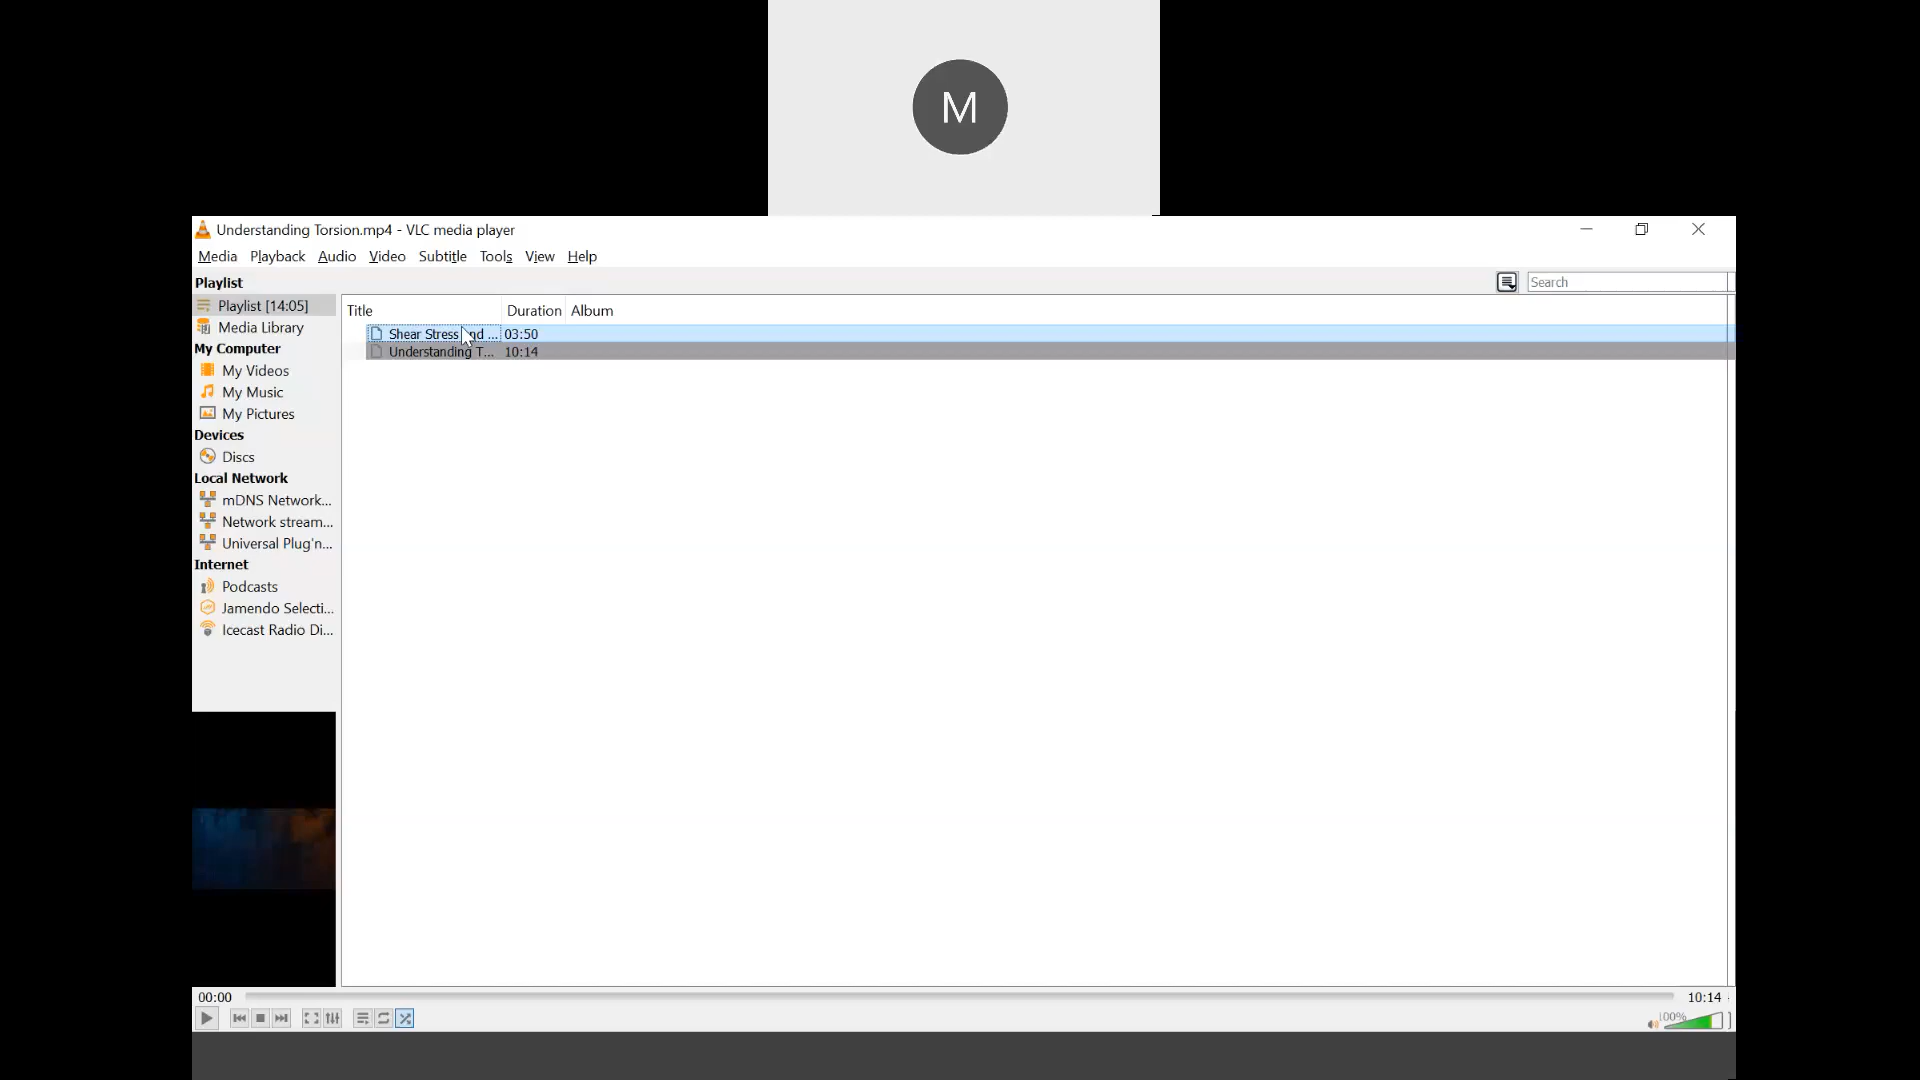 M
Understanding Torsion.mp4 - VLC media player
Media Playback Audio Video Subtitle Tools View Help
Playlist
Search
Playlist [14:05]
Media Library
My Computer
My Videos
My Music
My Pictures
Devices
Discs
Local Network
mDNS Network...
Network stream...
Universal Plug'n...
Internet
Podcasts
Jamendo Selecti...
Icecast Radio Di...
Title Duration Album
Shear Stress ... 03:50
Understanding T... 10:14
00:00 10:14
100%